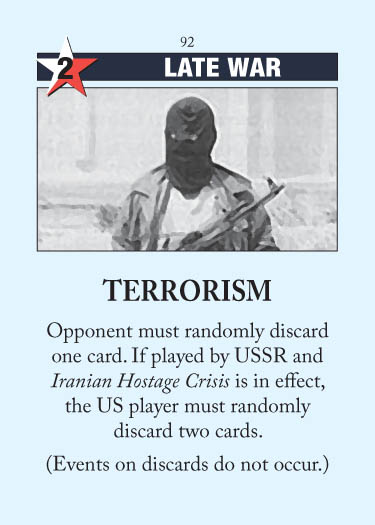 92
2 LATE WAR
TERRORISM
Opponent must randomly discard
one card. If played by USSR and
Iranian Hostage Crisis is in effect,
the US player must randomly
discard two cards.
(Events on discards do not occur.)